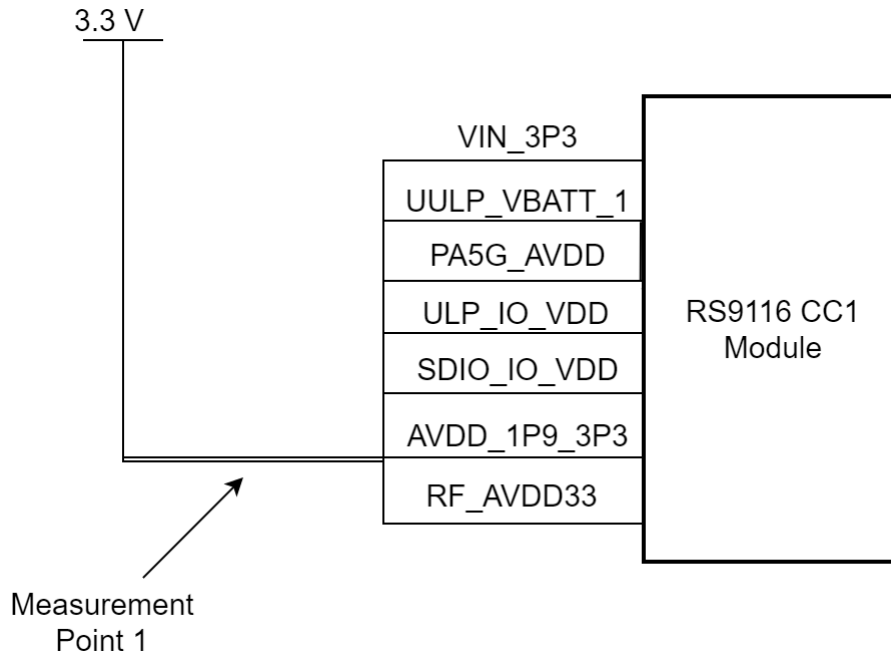 3.3 V
VIN_3P3
UULP_VBATT_1
PA5G_AVDD
ULP_IO_VDD
SDIO_IO_VDD
AVDD_1P9_3P3
RF_AVDD33
RS9116 CC1
Module
Measurement
Point 1